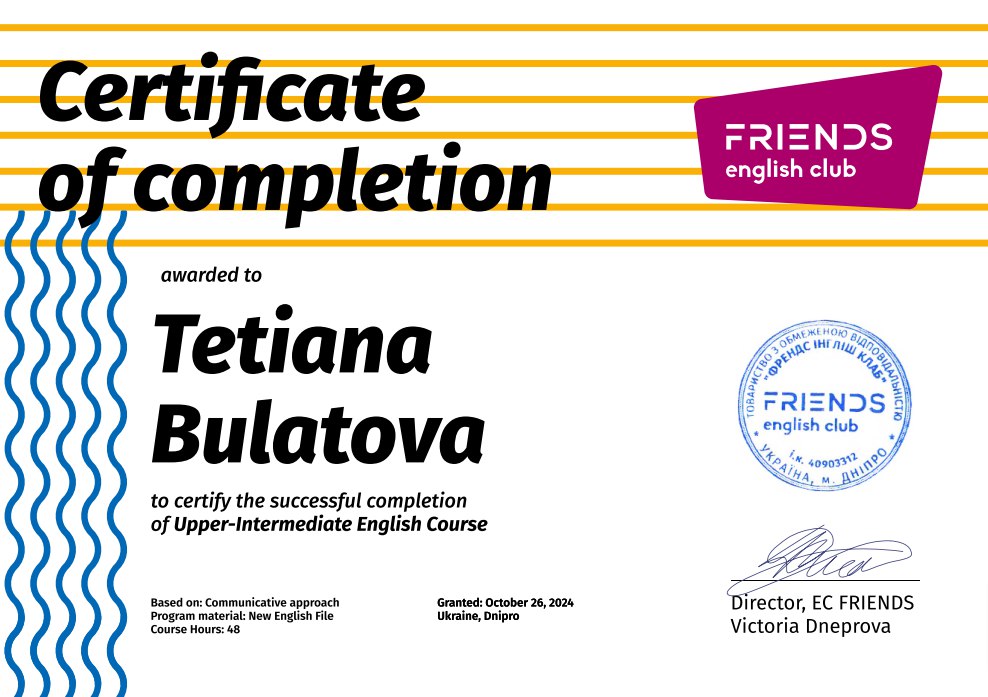 Certificate
of completion
FRIENDS
english club
awarded to
Tetiana
Bulatova
to certify the successful completion
of Upper-Intermediate English Course
ТОВАРИСТВО З ОБМЕЖЕНОЮ ВІДПОВІДАЛЬНІСТЮ
"ФРЕНДС ІНГЛІШ КЛАБ"
FRIENDS
english club
і.к. 40903312
* УКРАЇНА, м. ДНІПРО *
Based on: Communicative approach
Program material: New English File
Course Hours: 48
Granted: October 26, 2024
Ukraine, Dnipro
Director, EC FRIENDS
Victoria Dneprova